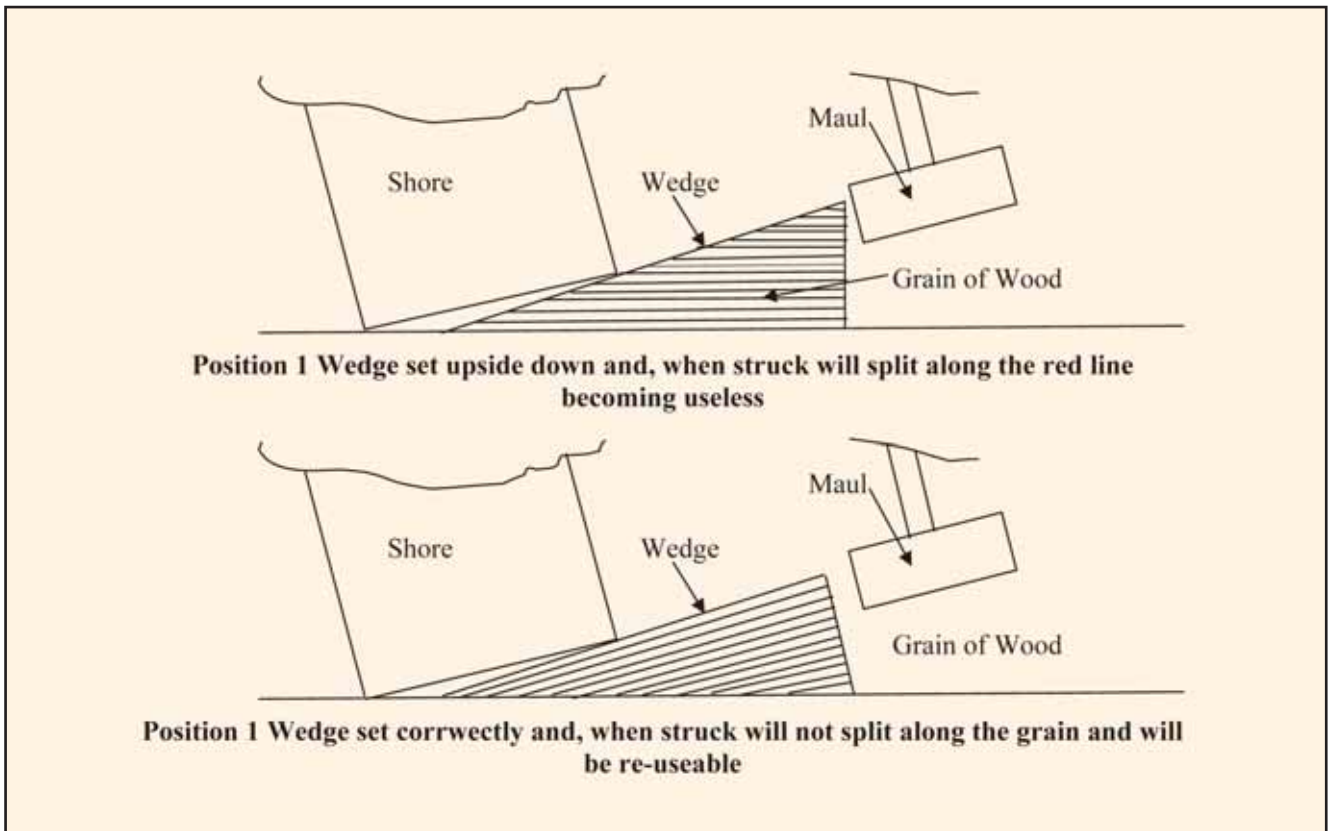 Maul
Shore
Wedge
Grain of Wood
Position 1 Wedge set upside down and, when struck will split along the red line
becoming useless
Maul
Shore
Wedge
Grain of Wood
Position 1 Wedge set corrwectly and, when struck will not split along the grain and will
be re-useable